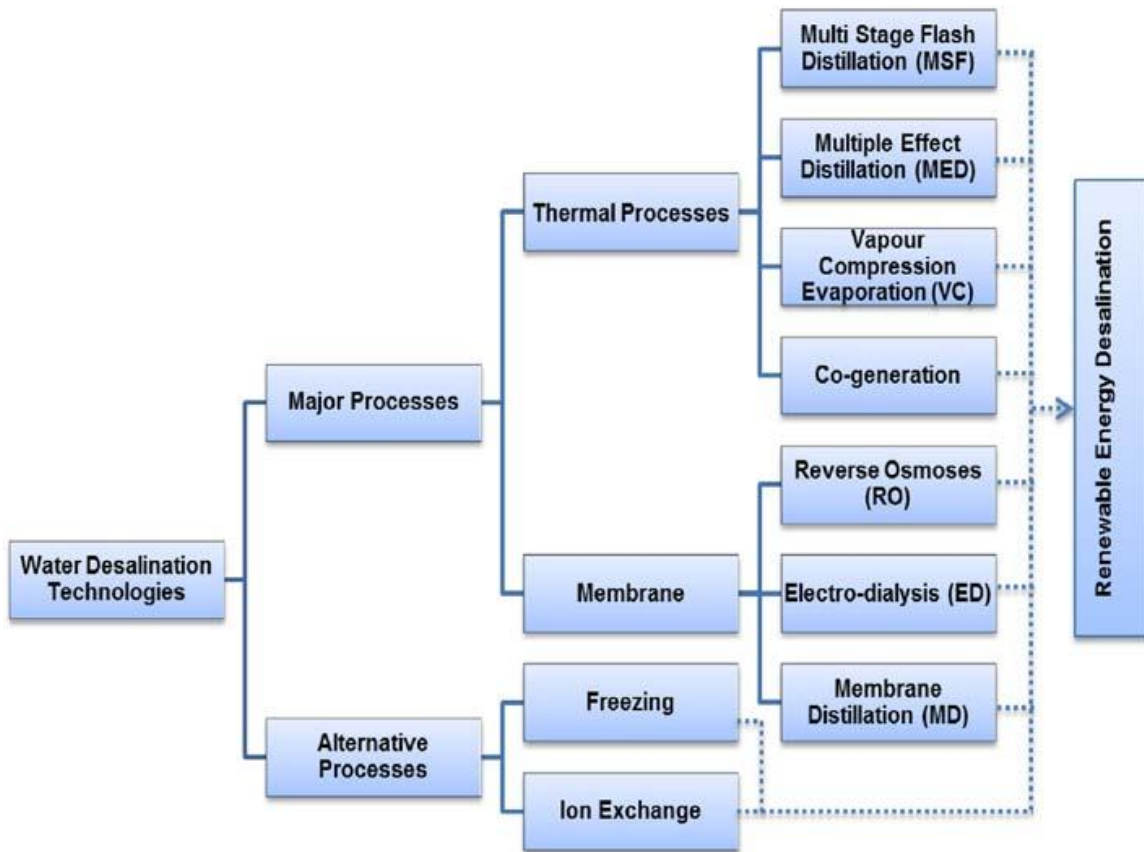 Multi Stage Flash
Distillation (MSF)
Multiple Effect
Distillation (MED)
Thermal Processes
Vapour
Compression
Evaporation (VC)
Co-generation
Major Processes
Reverse Osmoses
(RO)
Water Desalination
Technologies
Membrane
Electro-dialysis (ED)
Freezing
Membrane
Distillation (MD)
Alternative
Processes
Ion Exchange
Renewable Energy Desalination